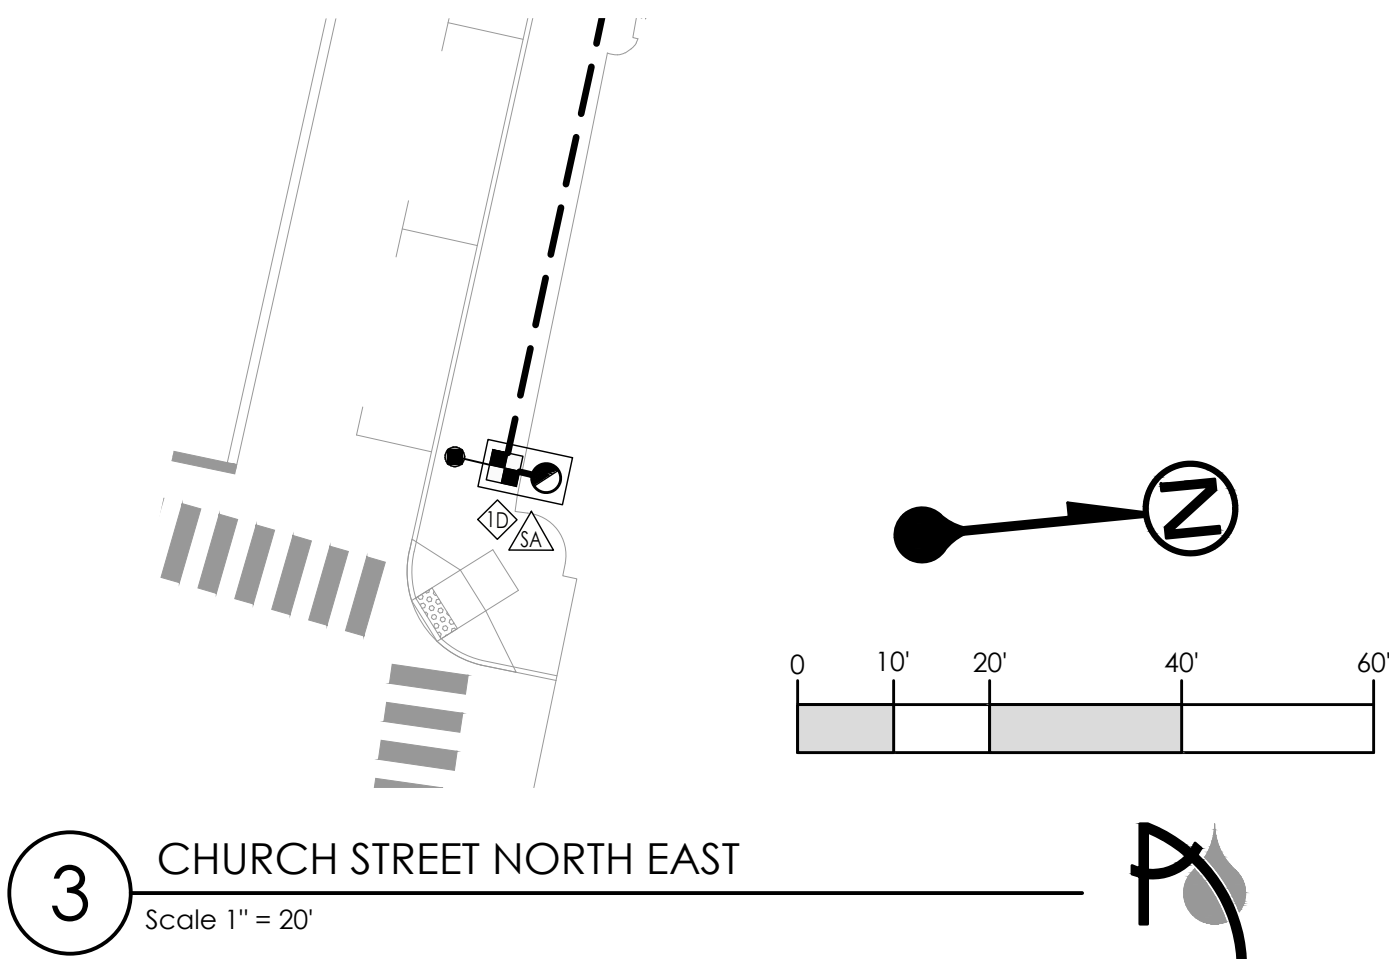 1D
SA
N
0 10' 20' 40' 60'
3
CHURCH STREET NORTH EAST
Scale 1" = 20'